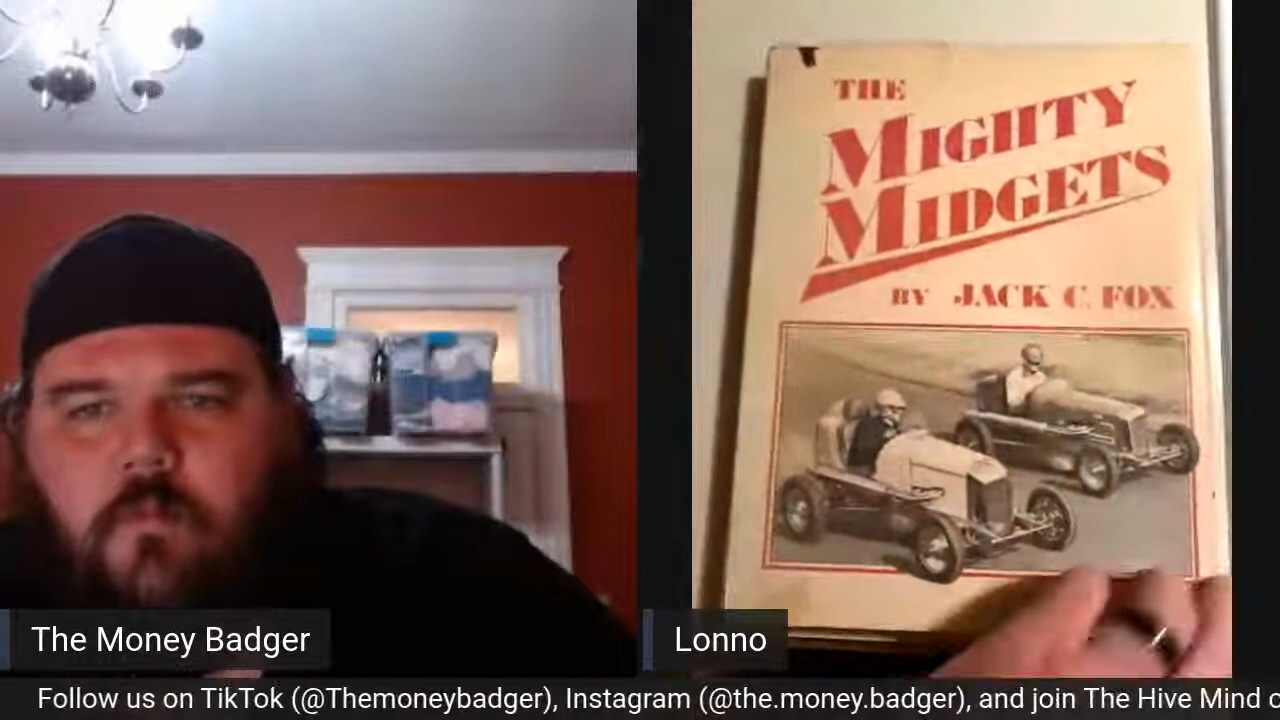 THE
MIGHTY
MIDGETS
BY JACK C. FOX
The Money Badger
Lonno
Follow us on TikTok (@Themoneybadger), Instagram (@the.money.badger), and join The Hive Mind